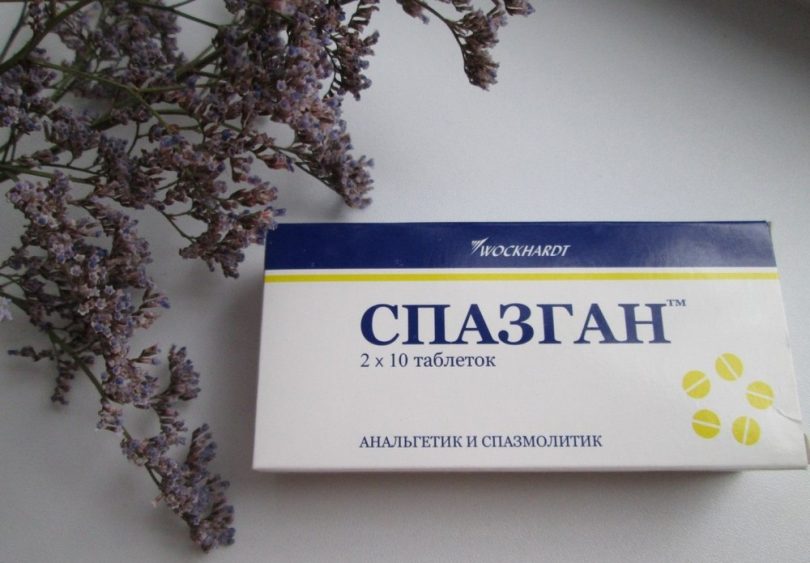 WOCKHARDT
СПАЗГАН™
2 x 10 таблеток
АНАЛЬГЕТИК И СПАЗМОЛИТИК